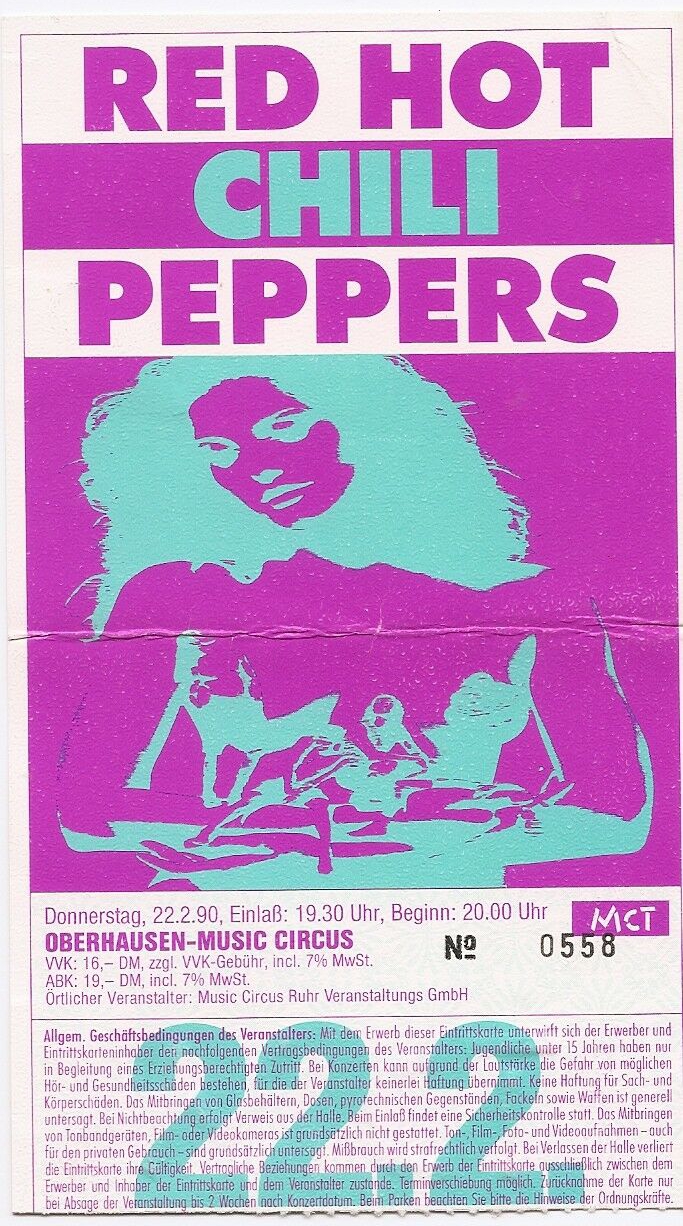 RED HOT
CHILI
PEPPERS
Donnerstag, 22.2.90, Einlaß: 19.30 Uhr, Beginn: 20.00 Uhr
MCT
OBERHAUSEN-MUSIC CIRCUS
№ 0558
VVK: 16,– DM, zzgl. VVK-Gebühr, incl. 7% MwSt.
ABK: 19,– DM, incl. 7% MwSt.
Örtlicher Veranstalter: Music Circus Ruhr Veranstaltungs GmbH
22.2
Allgem. Geschäftsbedingungen des Veranstalters: Mit dem Erwerb dieser Eintrittskarte unterwirft sich der Erwerber und
Eintrittskarteninhaber den nachfolgenden Vertragsbedingungen des Veranstalters: Jugendliche unter 15 Jahren haben nur
in Begleitung eines Erziehungsberechtigten Zutritt. Bei Konzerten kann aufgrund der Lautstärke die Gefahr von möglichen
Hör- und Gesundheitsschäden bestehen, für die der Veranstalter keinerlei Haftung übernimmt. Keine Haftung für Sach- und
Körperschäden. Das Mitbringen von Glasbehältern, Dosen, pyrotechnischen Gegenständen, Fackeln sowie Waffen ist generell
untersagt. Bei Nichtbeachtung erfolgt Verweis aus der Halle. Beim Einlaß findet eine Sicherheitskontrolle statt. Das Mitbringen
von Tonbandgeräten, Film- oder Videokameras ist grundsätzlich nicht gestattet. Ton-, Film-, Foto- und Videoaufnahmen – auch
für den privaten Gebrauch – sind grundsätzlich untersagt. Mißbrauch wird strafrechtlich verfolgt. Bei Verlassen der Halle verliert
die Eintrittskarte ihre Gültigkeit. Vertragliche Beziehungen kommen durch den Erwerb der Eintrittskarte ausschließlich zwischen dem
Erwerber und Inhaber der Eintrittskarte und dem Veranstalter zustande. Terminverschiebung möglich. Zurücknahme der Karte nur
bei Absage der Veranstaltung bis 2 Wochen nach Konzertdatum. Beim Parken beachten Sie bitte die Hinweise der Ordnungskräfte.